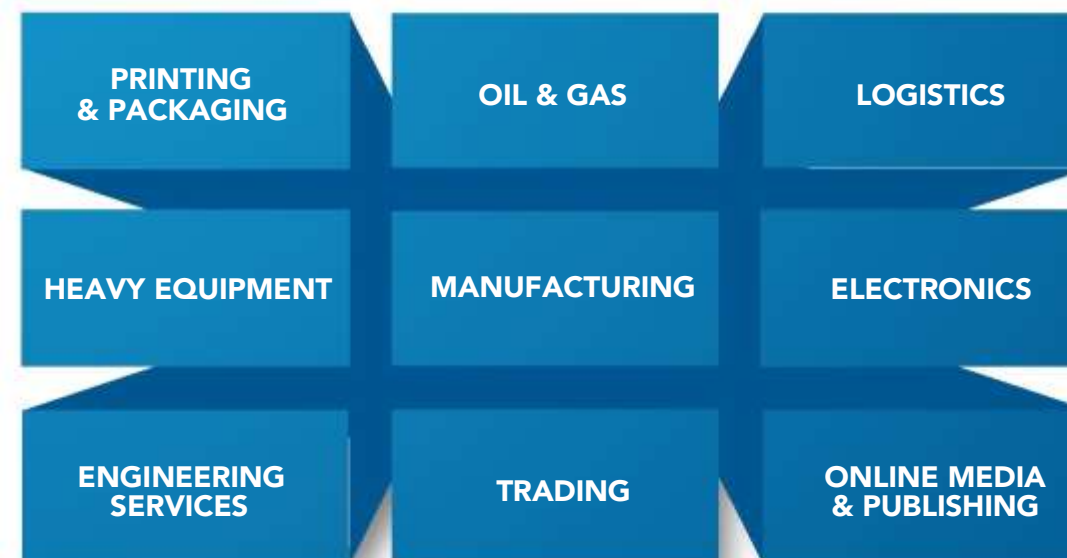 PRINTING
& PACKAGING
OIL & GAS
LOGISTICS
HEAVY EQUIPMENT
MANUFACTURING
ELECTRONICS
ENGINEERING
SERVICES
TRADING
ONLINE MEDIA
& PUBLISHING